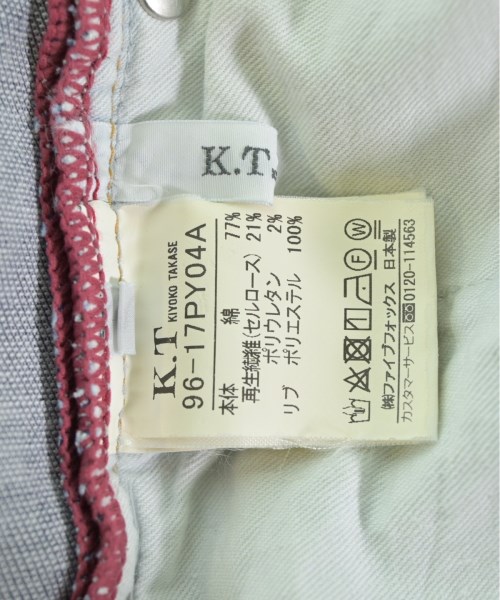 K.T
K.T
KIYOKO TAKASE
96-17PY04A
本体 綿 77%
再生繊維(セルロース) 21%
ポリウレタン 2%
リブ ポリエステル 100%
(株)ファイブフォックス 日本製
カスタマーサービス 0120-114563